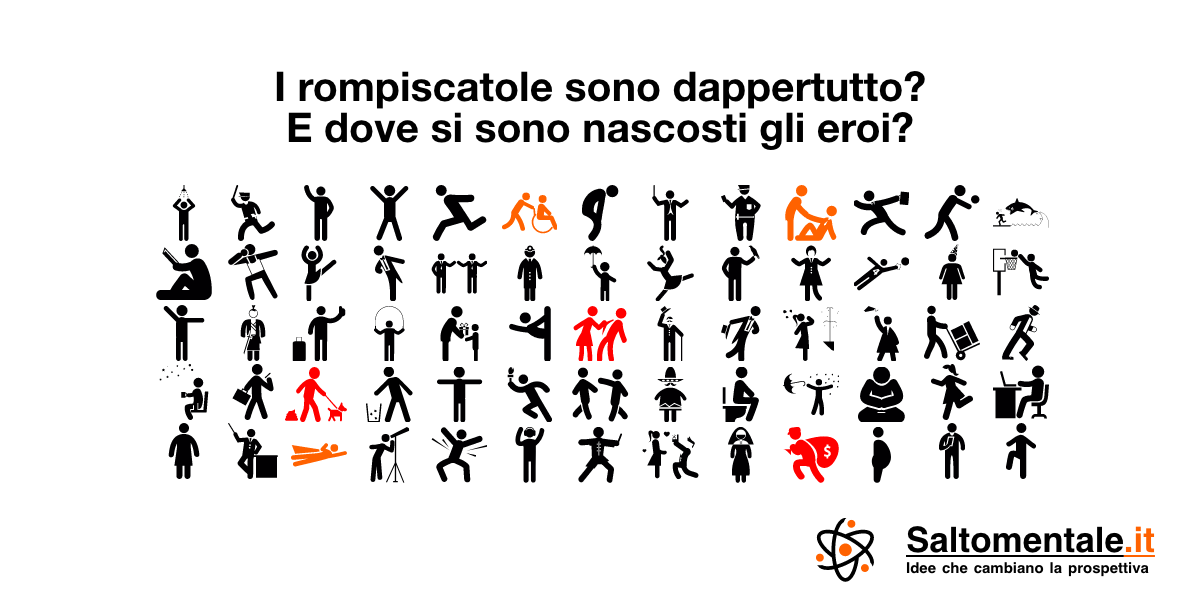 I rompiscatole sono dappertutto?
E dove si sono nascosti gli eroi?
$
Saltomentale.it
Idee che cambiano la prospettiva